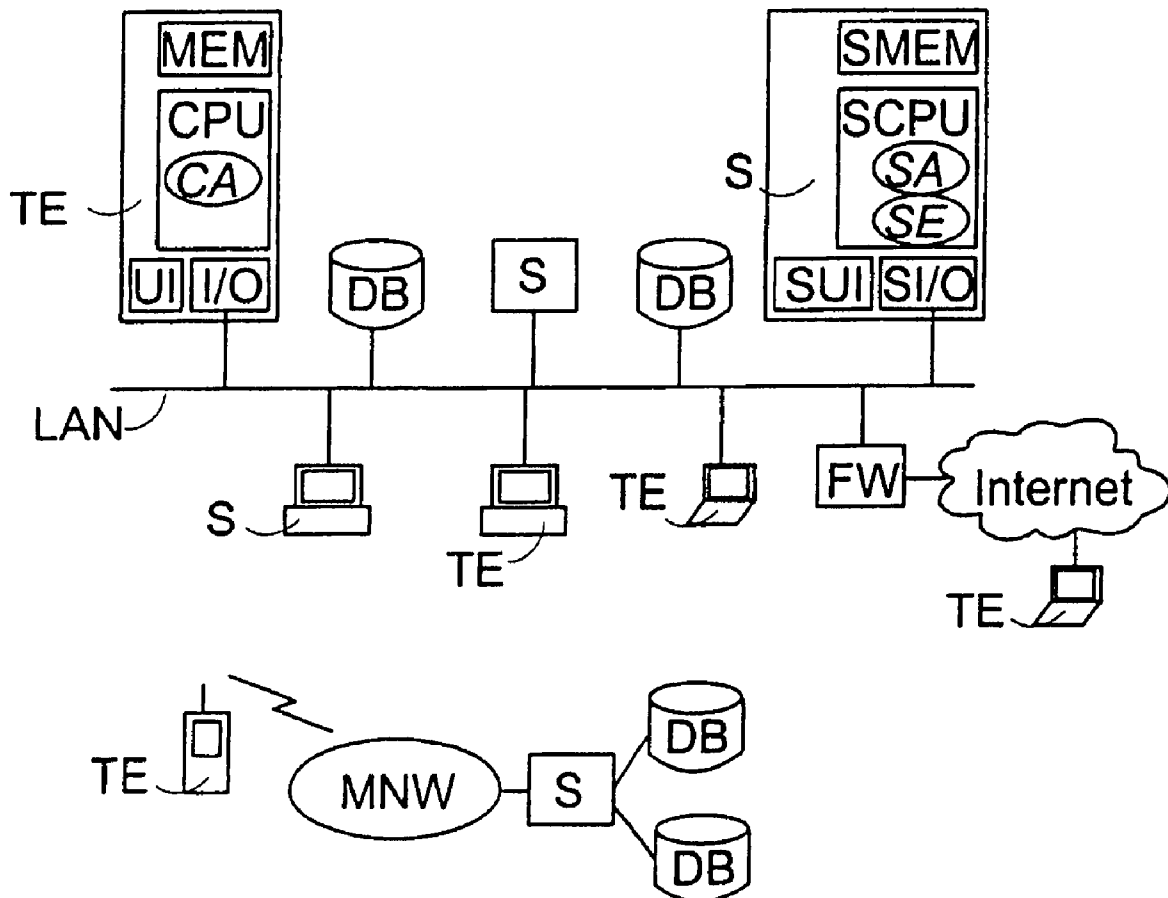 MEM
CPU
CA
TE
UI
I/O
SMEM
SCPU
SA
SE
S
SUI
SI/O
DB
S
DB
LAN
S
TE
TE
FW
Internet
TE
TE
MNW
S
DB
DB